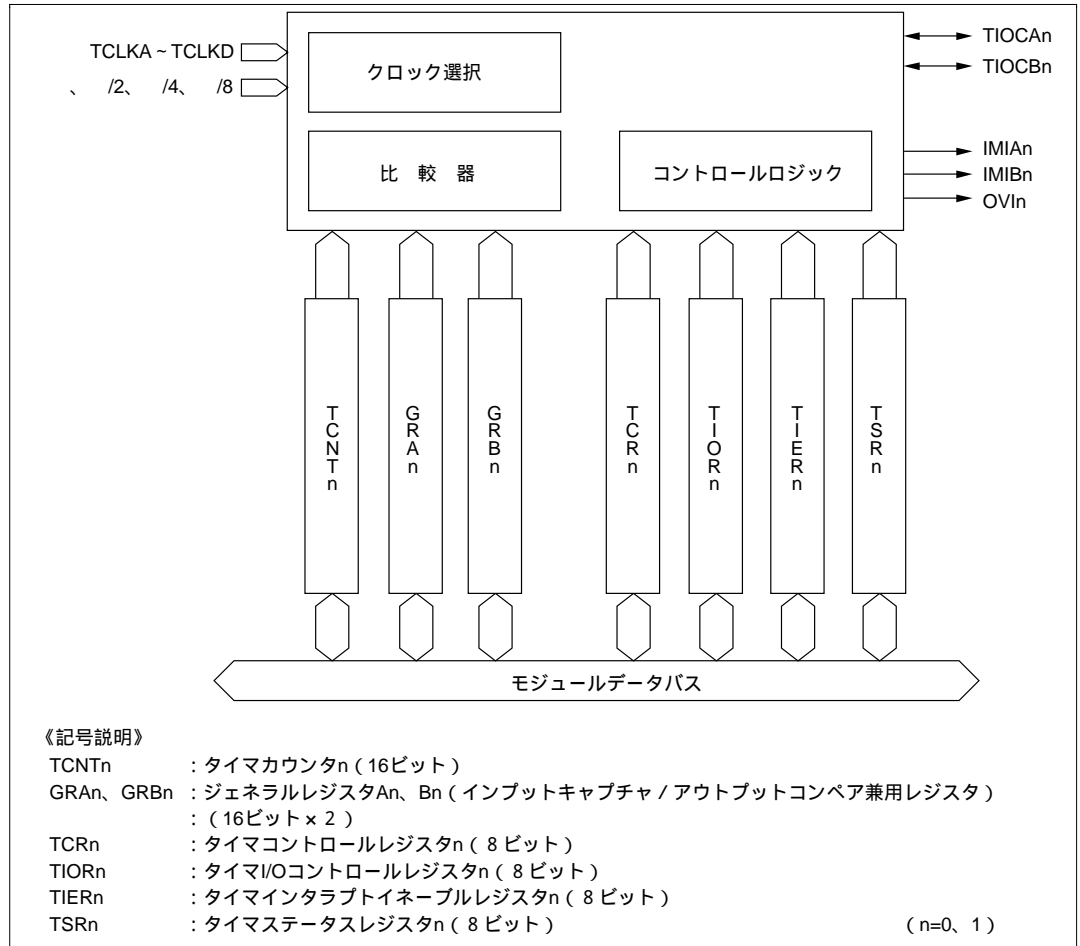 TCLKA ~ TCLKD
、 /2、 /4、 /8
クロック選択
比 較 器
コントロールロジック
TIOCAn
TIOCBn
IMIAn
IMIBn
OVIn
TCNTn
GRAn
GRBn
TCRn
TIORn
TIERn
TSRn
モジュールデータバス
《記号説明》
TCNTn : タイマカウンタn ( 16ビット )
GRAn、GRBn : ジェネラルレジスタAn、Bn ( インプットキャプチャ / アウトプットコンペア兼用レジスタ )
: ( 16ビット × 2 )
TCRn : タイマコントロールレジスタn ( 8 ビット )
TIORn : タイマI/Oコントロールレジスタn ( 8 ビット )
TIERn : タイマインタラプトイネーブルレジスタn ( 8 ビット )
TSRn : タイマステータスレジスタn ( 8 ビット ) ( n=0、1 )